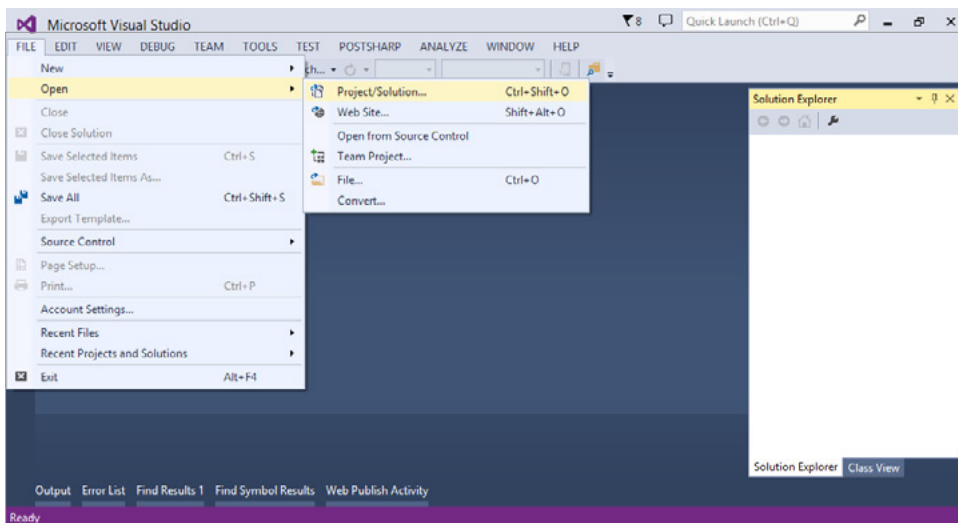 Microsoft Visual Studio
8 Quick Launch (Ctrl+Q)
FILE EDIT VIEW DEBUG TEAM TOOLS TEST POSTSHARP ANALYZE WINDOW HELP
New
Open
Close
Close Solution
Save Selected Items Ctrl+S
Save Selected Items As...
Save All Ctrl+Shift+S
Export Template...
Source Control
Page Setup...
Print... Ctrl+P
Account Settings...
Recent Files
Recent Projects and Solutions
Exit Alt+F4
Project/Solution... Ctrl+Shift+O
Web Site... Shift+Alt+O
Open from Source Control
Team Project...
File... Ctrl+O
Convert...
Solution Explorer
Solution Explorer Class View
Output Error List Find Results 1 Find Symbol Results Web Publish Activity
Ready